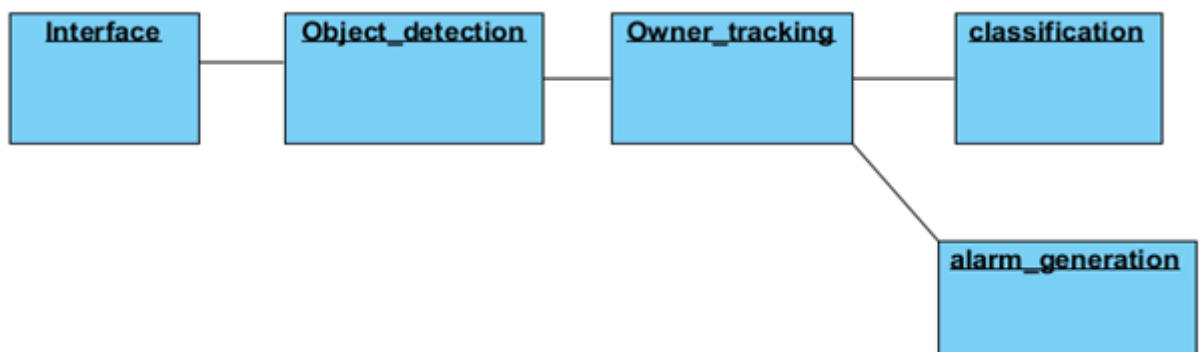 Interface
Object_detection
Owner_tracking
classification
alarm_generation